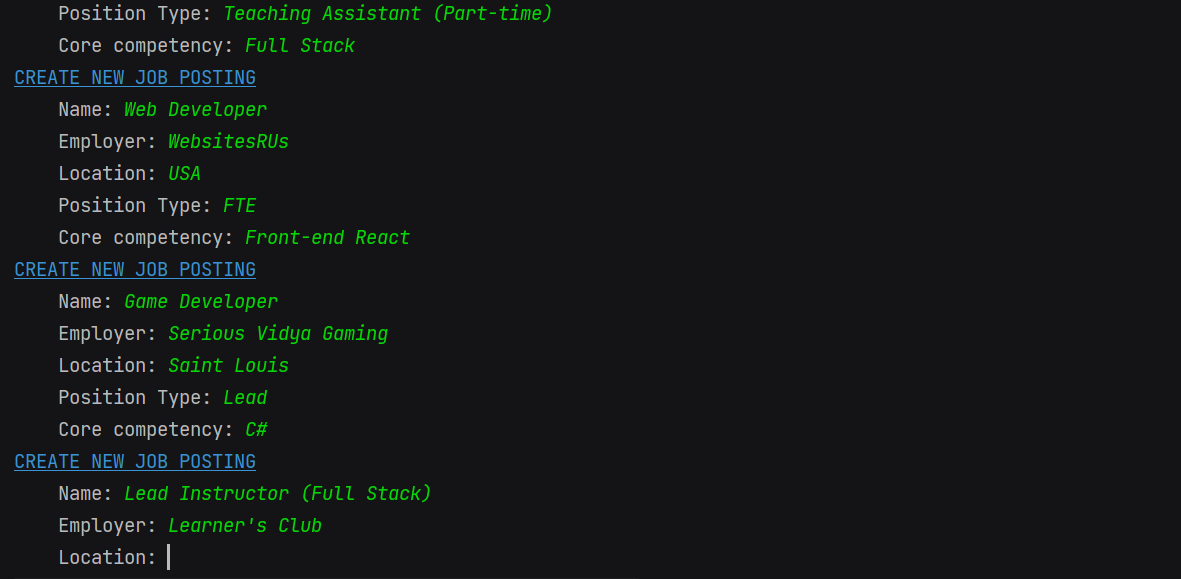 Position Type: Teaching Assistant (Part-time)
Core competency: Full Stack
CREATE NEW JOB POSTING
Name: Web Developer
Employer: WebsitesRUs
Location: USA
Position Type: FTE
Core competency: Front-end React
CREATE NEW JOB POSTING
Name: Game Developer
Employer: Serious Vidya Gaming
Location: Saint Louis
Position Type: Lead
Core competency: C#
CREATE NEW JOB POSTING
Name: Lead Instructor (Full Stack)
Employer: Learner's Club
Location: